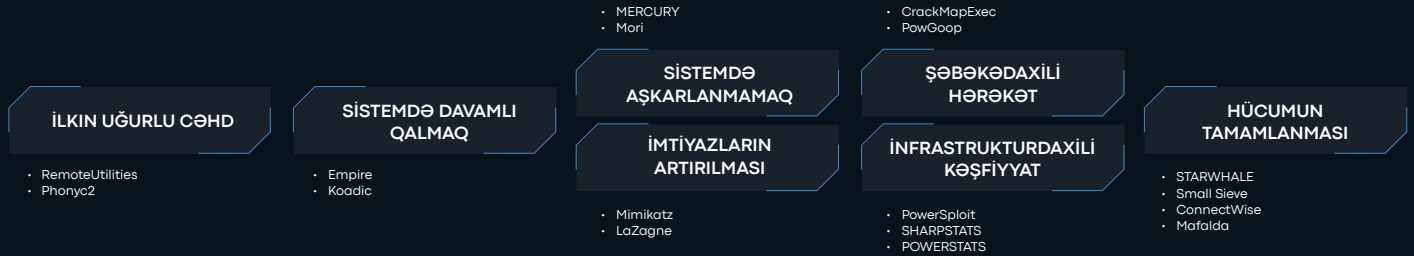 İLKIN UĞURLU CƏHD
• RemoteUtilities
• Phonyc2
SİSTEMDƏ DAVAMLI
QALMAQ
• Empire
• Koadic
• MERCURY
• Mori
SİSTEMDƏ
AŞKARLANMAMAQ
İMTİYAZLARIN
ARTIRILMASI
• Mimikatz
• LaZagne
• CrackMapExec
• PowGoop
ŞƏBƏKƏDAXİLİ
HƏRƏKƏT
İNFRASTRUKTURDAXİLİ
KƏŞFİYYAT
• PowerSploit
• SHARPSTATS
• POWERSTATS
HÜCUMUN
TAMAMLANMASI
• STARWHALE
• Small Sieve
• ConnectWise
• Mafalda